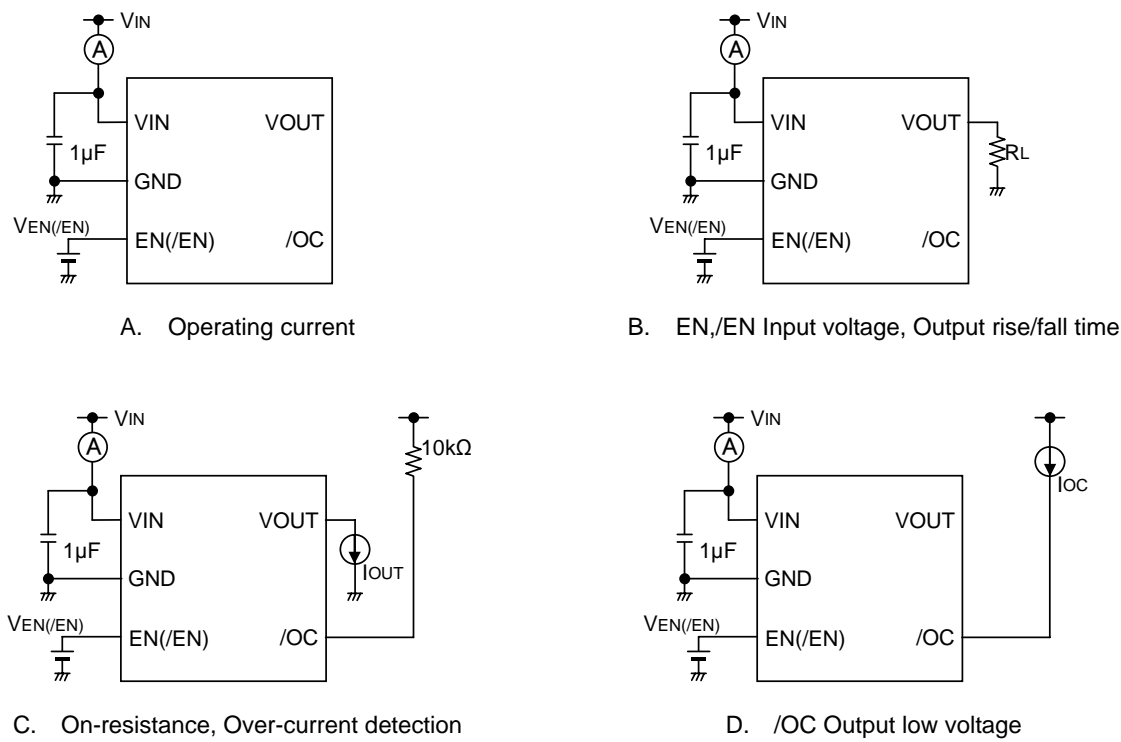 VIN
A
VIN VOUT
1µF
GND
VEN(/EN)
EN(/EN) /OC
A. Operating current
VIN
A
VIN VOUT
1µF RL
GND
VEN(/EN)
EN(/EN) /OC
B. EN,/EN Input voltage, Output rise/fall time
VIN
A 10kΩ
VIN VOUT
1µF IOUT
GND
VEN(/EN)
EN(/EN) /OC
C. On-resistance, Over-current detection
VIN
A
IOC
VIN VOUT
1µF
GND
VEN(/EN)
EN(/EN) /OC
D. /OC Output low voltage